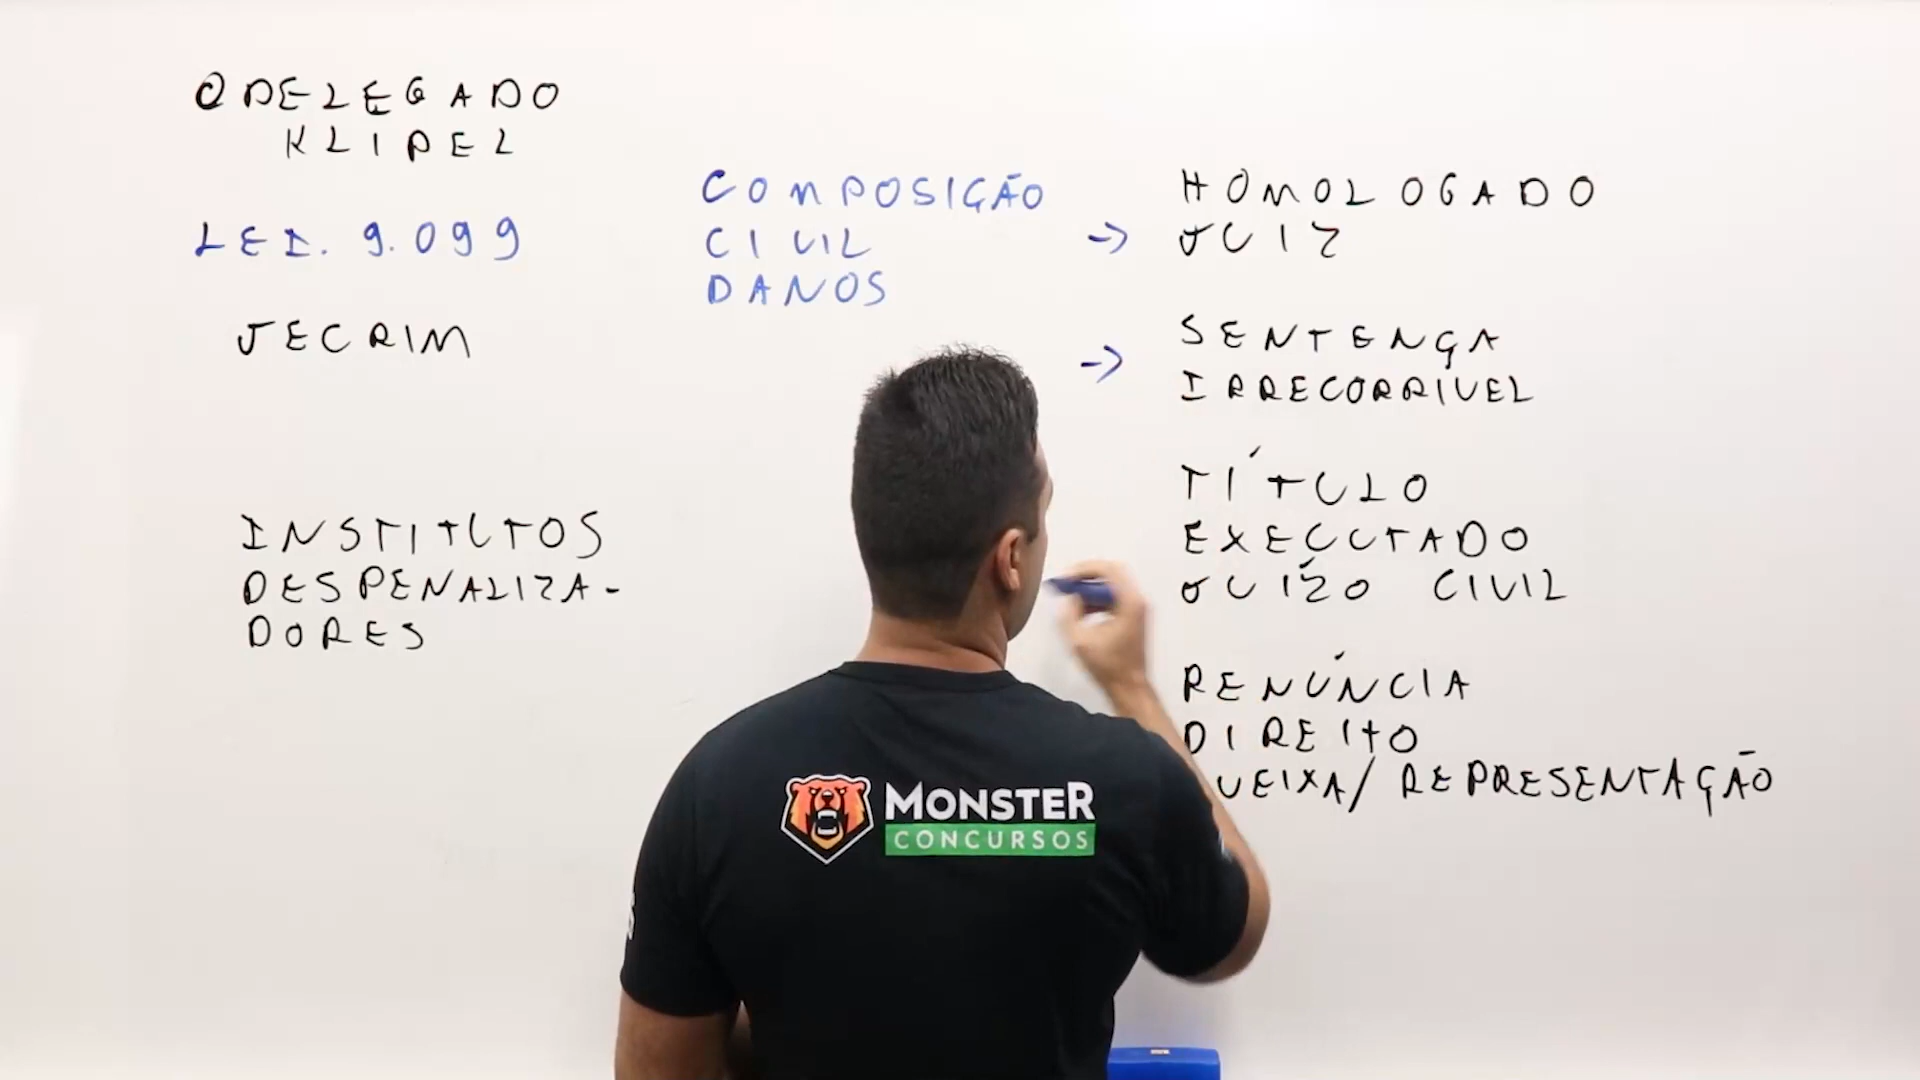 @DELEGADO
KLIPEL
LEI. 9.099
JECRIM
INSTITUTOS
DESPENALIZA-
DORES
COMPOSIÇÃO
CIVIL
DANOS
-> HOMOLOGADO
JUIZ
-> SENTENÇA
IRRECORRIVEL
TÍTULO
EXECUTADO
JUÍZO CIVIL
RENÚNCIA
DIREITO
UEIXA/REPRESENTAÇÃO
MONSTER
CONCURSOS